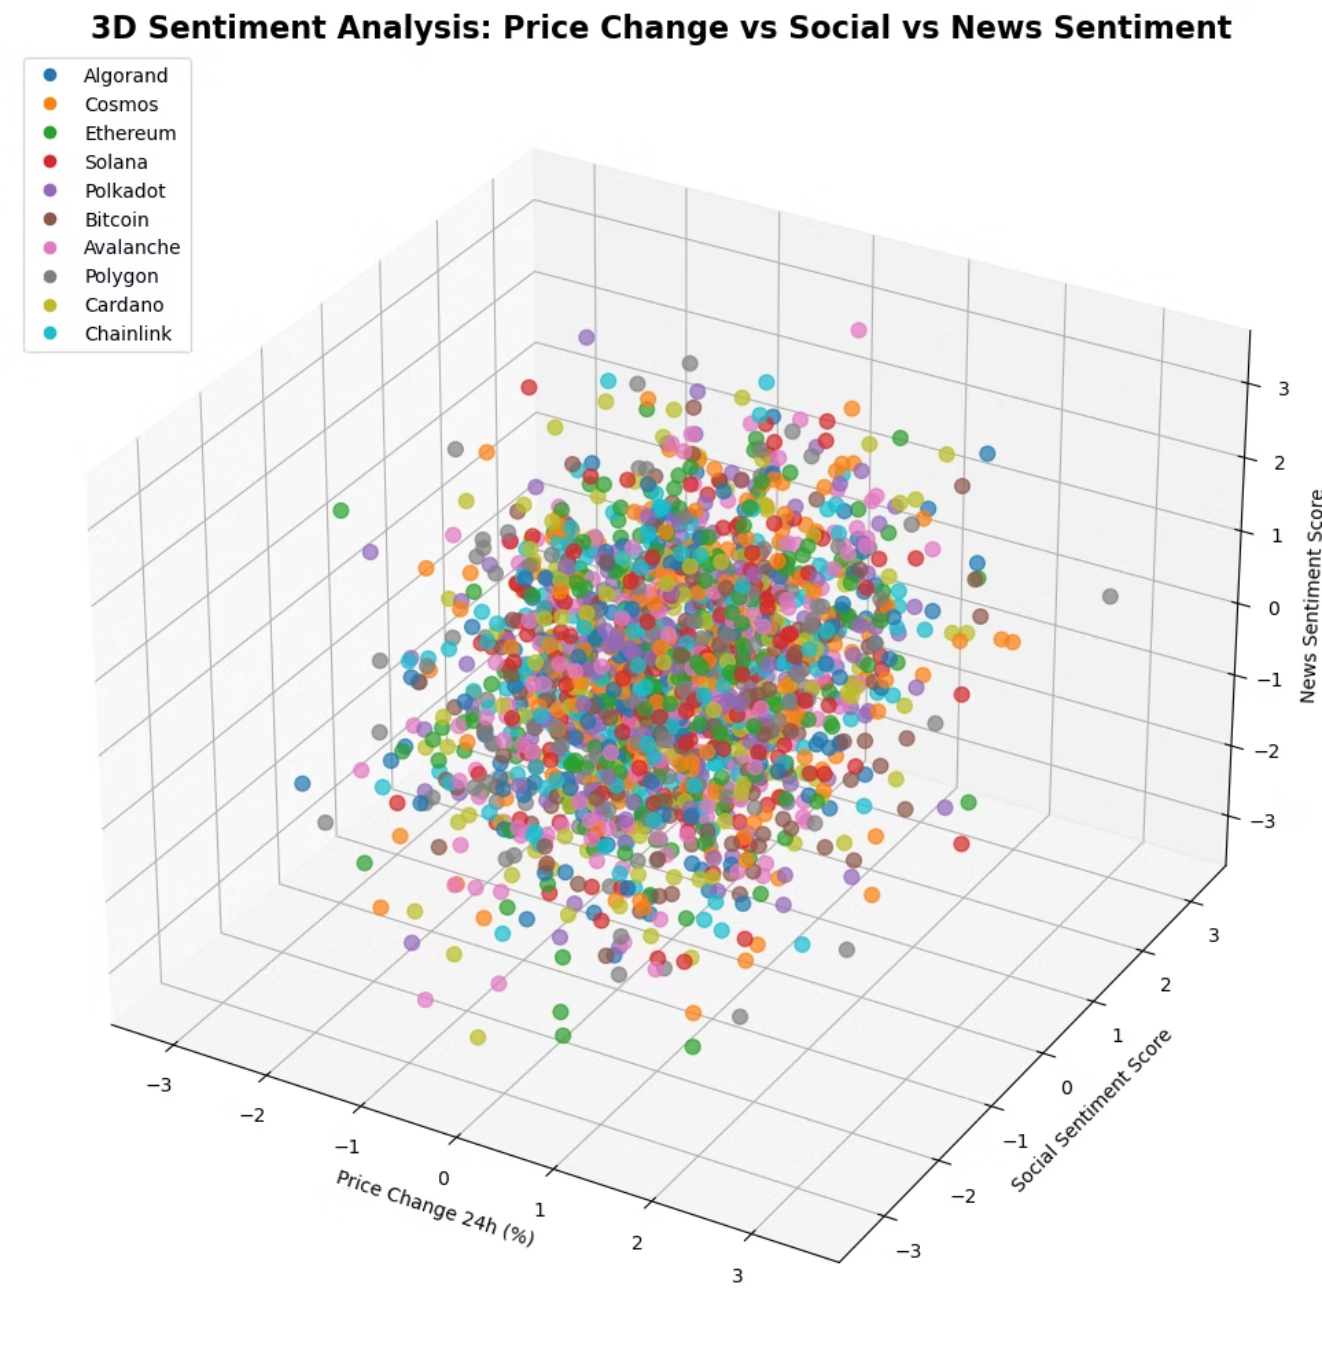 3D Sentiment Analysis: Price Change vs Social vs News Sentiment
Algorand
Cosmos
Ethereum
Solana
Polkadot
Bitcoin
Avalanche
Polygon
Cardano
Chainlink
3
2
1
0
−1
−2
−3
News Sentiment Score
3
2
1
0
−1
−2
−3
Social Sentiment Score
−3
−2
−1
0
1
2
3
Price Change 24h (%)